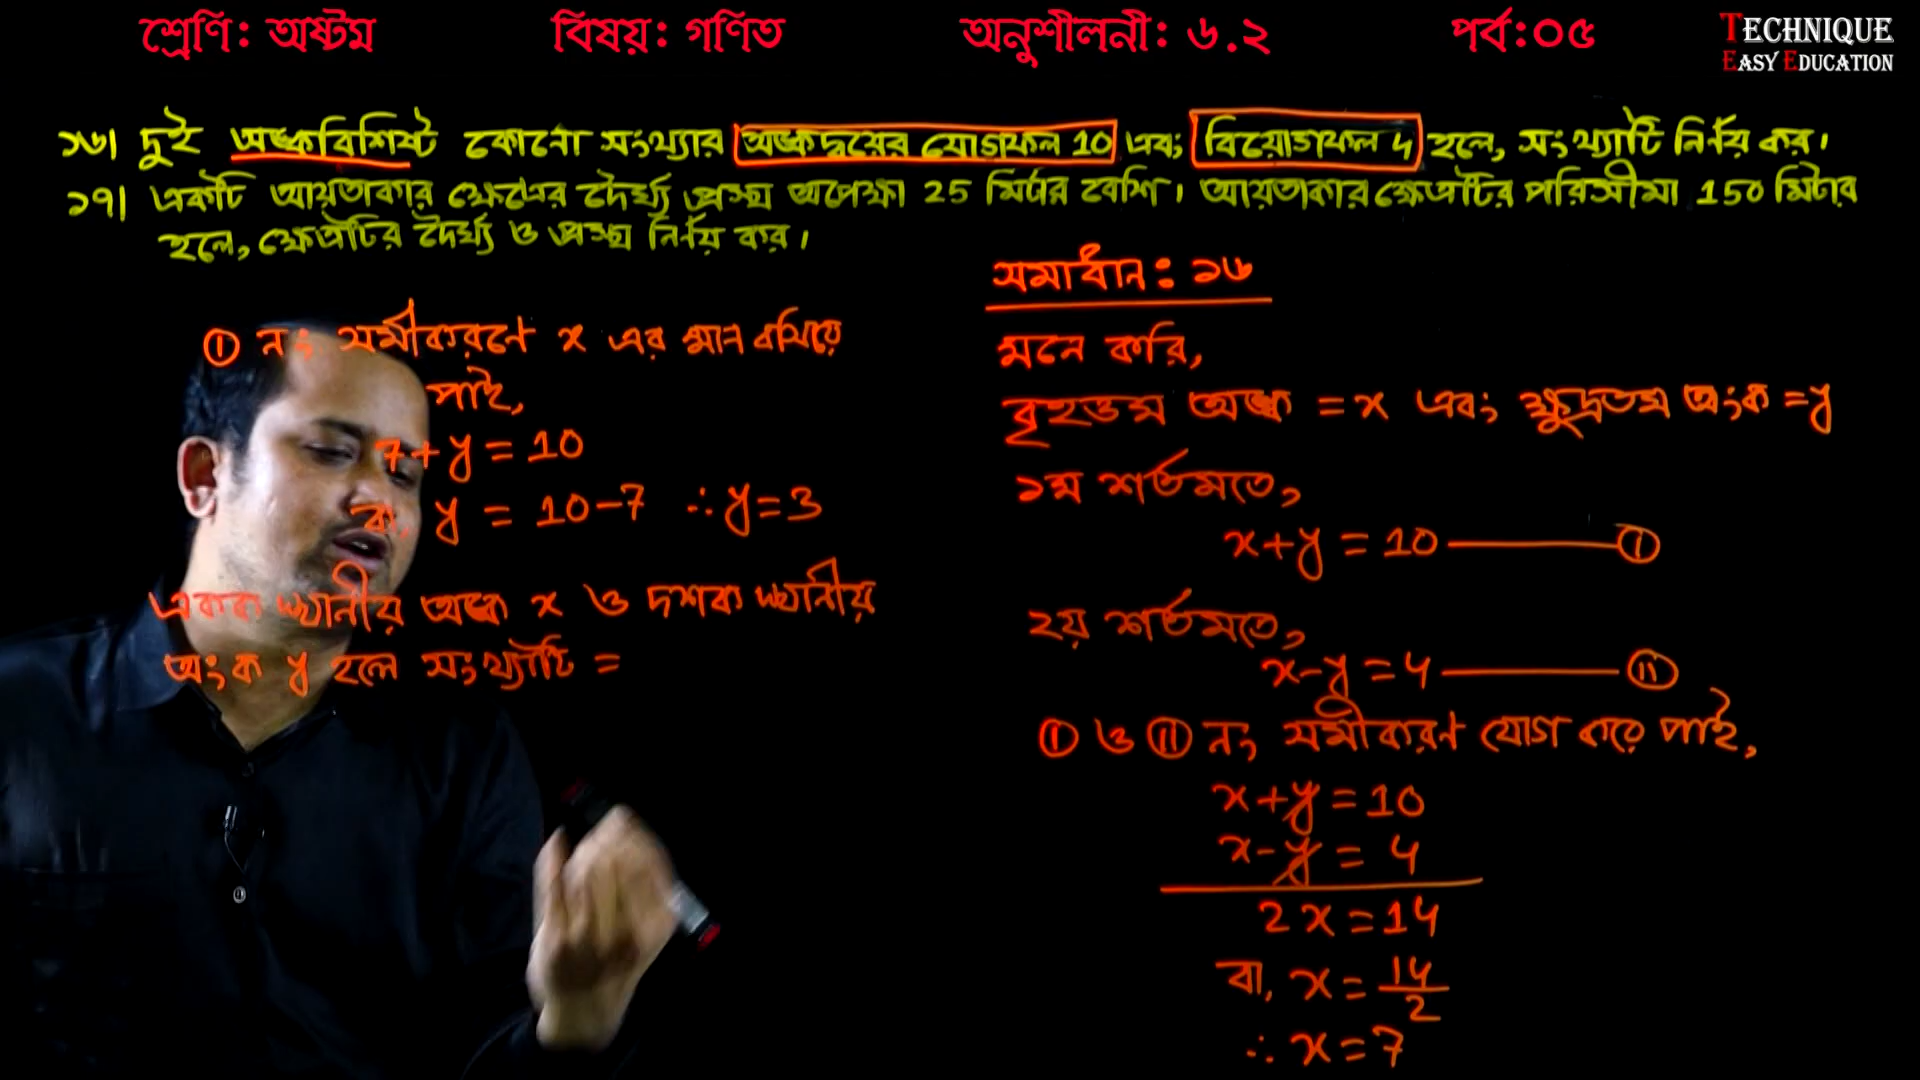 শ্রেণি: অষ্টম বিষয়: গণিত অনুশীলনী: ৬.২ পর্ব:০৫
TECHNIQUE
EASY EDUCATION
১৬। দুই অঙ্কবিশিষ্ট কোনো সংখ্যার অঙ্কদ্বয়ের যোগফল 10 এবং বিয়োগফল 4 হলে, সংখ্যাটি নির্ণয় কর।
১৭। একটি আয়তাকার ক্ষেত্রের দৈর্ঘ্য প্রস্থ অপেক্ষা 25 মিটার বেশি। আয়তাকার ক্ষেত্রটির পরিসীমা 150 মিটার
হলে, ক্ষেত্রটির দৈর্ঘ্য ও প্রস্থ নির্ণয় কর।
① নং সমীকরণে x এর মান বসিয়ে
পাই,
7+y = 10
বা, y = 10-7 ∴ y = 3
একক স্থানীয় অঙ্ক x ও দশক স্থানীয়
অংক y হলে সংখ্যাটি =
সমাধান: ১৬
মনে করি,
বৃহত্তম অঙ্ক = x এবং ক্ষুদ্রতম অংক = y
১ম শর্তমতে,
x+y = 10 ——— ⓘ
২য় শর্তমতে,
x-y = 4 ——— ⓘⓘ
ⓘ ও ⓘⓘ নং সমীকরণ যোগ করে পাই,
x+y = 10
x-y = 4
2x = 14
বা, x = 14/2
∴ x = 7